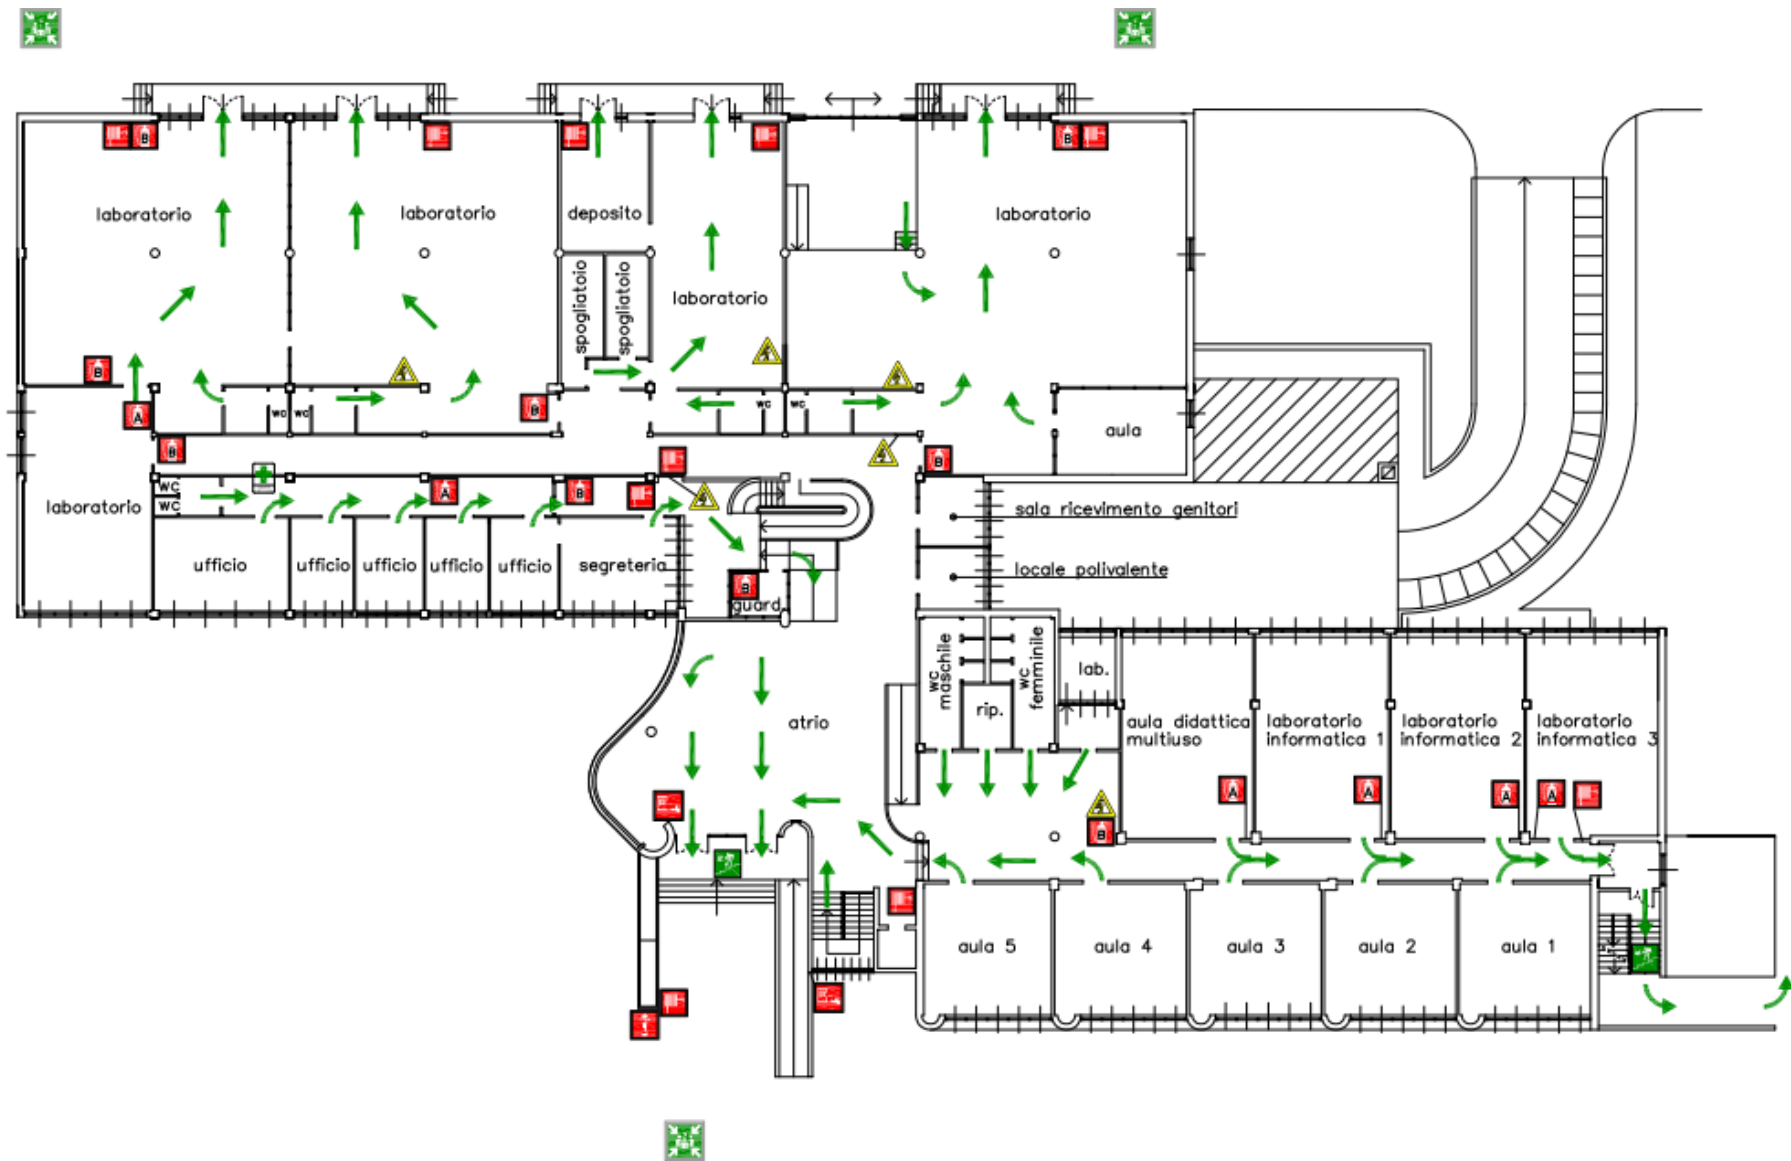 B
B
laboratorio
laboratorio
deposito
laboratorio
spogliatoio
spogliatoio
laboratorio
B
A
B
wc
wc
wc
wc
aula
B
B
laboratorio
WC
WC
A
B
sala ricevimento genitori
ufficio
ufficio
ufficio
ufficio
ufficio
segreteria
locale polivalente
B
guard.
wc
maschile
wc
femminile
lab.
rip.
atrio
aula didattica
multiuso
laboratorio
informatica 1
laboratorio
informatica 2
laboratorio
informatica 3
A
A
A
A
B
aula 5
aula 4
aula 3
aula 2
aula 1